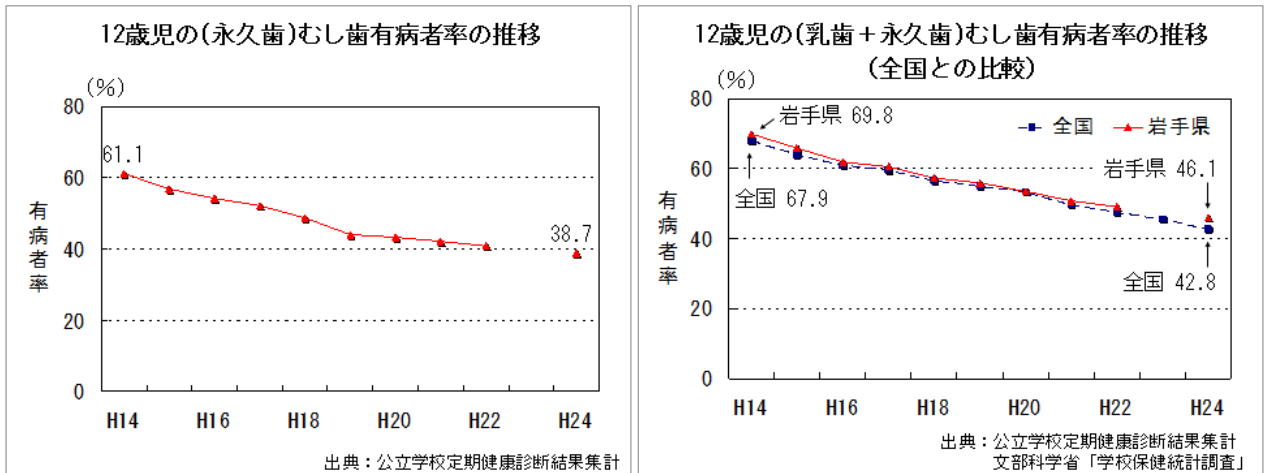 12歳児の(永久歯)むし歯有病者率の推移
(%)
80
60
40
20
0
61.1
38.7
有病者率
H14
H16
H18
H20
H22
H24
出典：公立学校定期健康診断結果集計
12歳児の(乳歯＋永久歯)むし歯有病者率の推移
(全国との比較)
(%)
80
60
40
20
0
岩手県 69.8
全国
岩手県
岩手県 46.1
全国 67.9
全国 42.8
有病者率
H14
H16
H18
H20
H22
H24
出典：公立学校定期健康診断結果集計
文部科学省「学校保健統計調査」